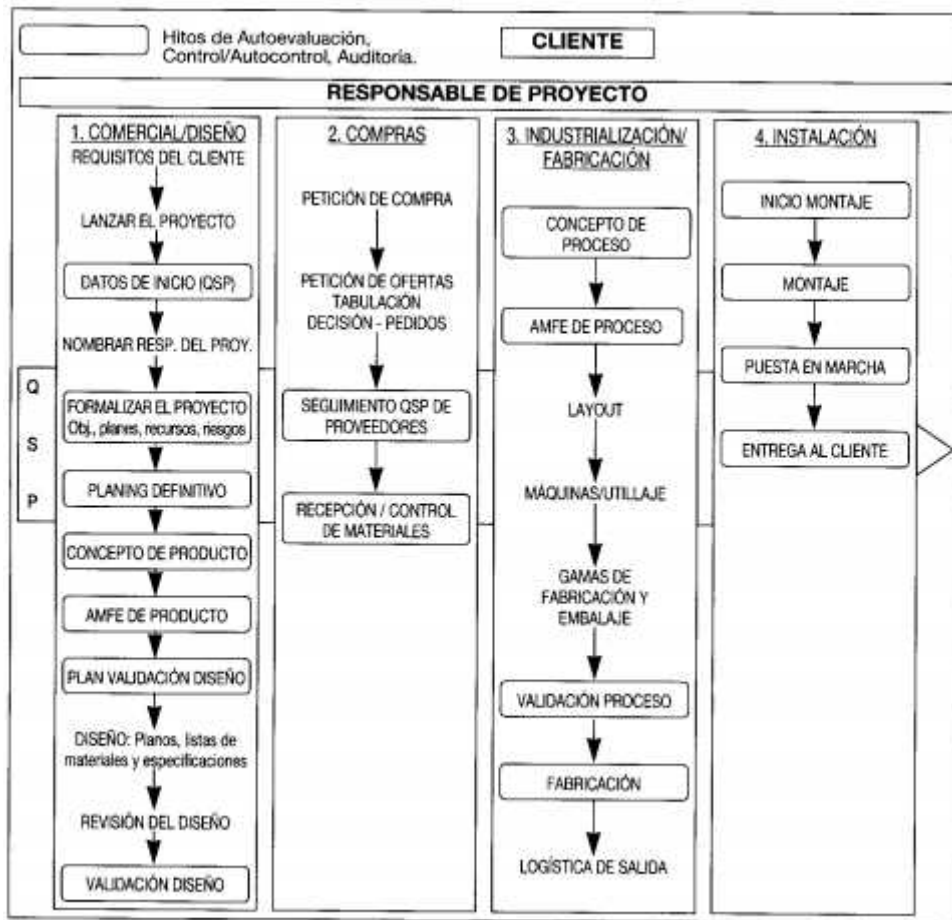 Hitos de Autoevaluación,
Control/Autocontrol, Auditoría.
CLIENTE
RESPONSABLE DE PROYECTO
1. COMERCIAL/DISEÑO
REQUISITOS DEL CLIENTE
LANZAR EL PROYECTO
DATOS DE INICIO (QSP)
NOMBRAR RESP. DEL PROY.
FORMALIZAR EL PROYECTO
Obj., planes, recursos, riesgos
PLANING DEFINITIVO
CONCEPTO DE PRODUCTO
AMFE DE PRODUCTO
PLAN VALIDACIÓN DISEÑO
DISEÑO: Planos, listas de
materiales y especificaciones
REVISIÓN DEL DISEÑO
VALIDACIÓN DISEÑO
2. COMPRAS
PETICIÓN DE COMPRA
PETICIÓN DE OFERTAS
TABULACIÓN
DECISIÓN - PEDIDOS
SEGUIMIENTO QSP DE
PROVEEDORES
RECEPCIÓN / CONTROL
DE MATERIALES
3. INDUSTRIALIZACIÓN/
FABRICACIÓN
CONCEPTO DE
PROCESO
AMFE DE PROCESO
LAYOUT
MÁQUINAS/UTILLAJE
GAMAS DE
FABRICACIÓN Y
EMBALAJE
VALIDACIÓN PROCESO
FABRICACIÓN
LOGÍSTICA DE SALIDA
4. INSTALACIÓN
INICIO MONTAJE
MONTAJE
PUESTA EN MARCHA
ENTREGA AL CLIENTE
Q
S
P